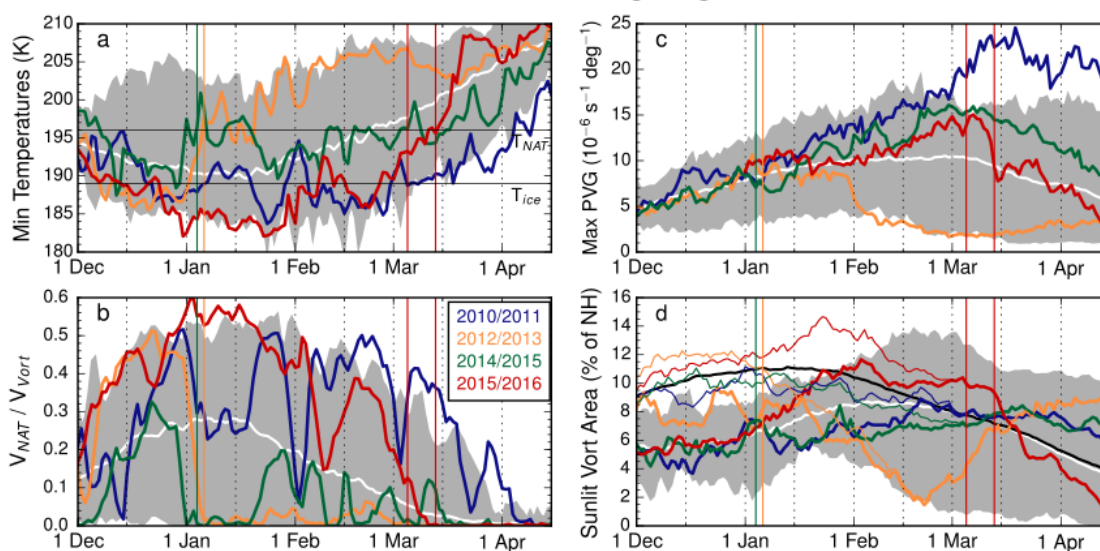 a
Min Temperatures (K)
210
205
200
195
190
185
180
T_NAT
T_ice
1 Dec
1 Jan
1 Feb
1 Mar
1 Apr
c
Max PVG (10⁻⁶ s⁻¹ deg⁻¹)
25
20
15
10
5
0
1 Dec
1 Jan
1 Feb
1 Mar
1 Apr
b
V_NAT / V_Vort
0.6
0.5
0.4
0.3
0.2
0.1
0.0
2010/2011
2012/2013
2014/2015
2015/2016
1 Dec
1 Jan
1 Feb
1 Mar
1 Apr
d
Sunlit Vort Area (% of NH)
16
14
12
10
8
6
4
2
0
1 Dec
1 Jan
1 Feb
1 Mar
1 Apr